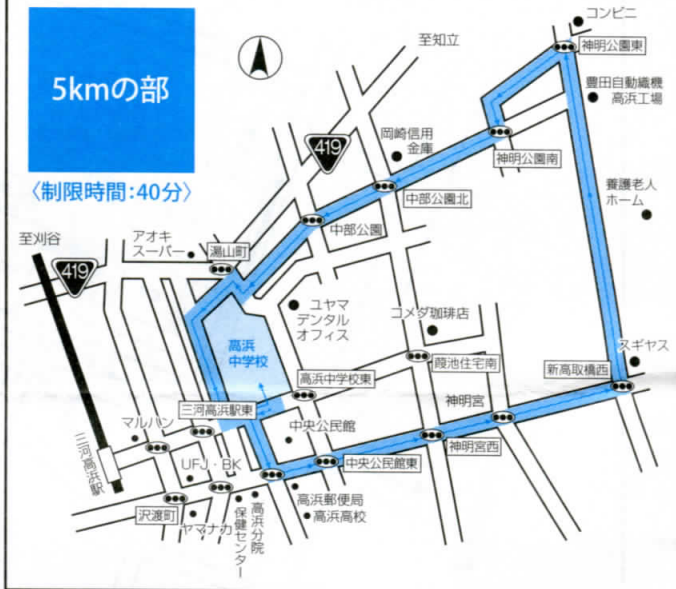 5kmの部
〈制限時間:40分〉
至知立
コンビニ
神明公園東
豊田自動織機
高浜工場
419
岡崎信用
金庫
神明公園南
中部公園北
養護老人
ホーム
至刈谷
アオキ
スーパー
湯山町
中部公園
419
ユヤマ
デンタル
オフィス
コメダ珈琲店
高浜
中学校
高浜中学校東
葭池住宅南
スギヤス
新高取橋西
三河高浜駅東
神明宮
マルハン
中央公民館
神明宮西
三河高浜駅
UFJ・BK
中央公民館東
高浜郵便局
高浜高校
沢渡町
ヤマナカ
保健センター
高浜分院